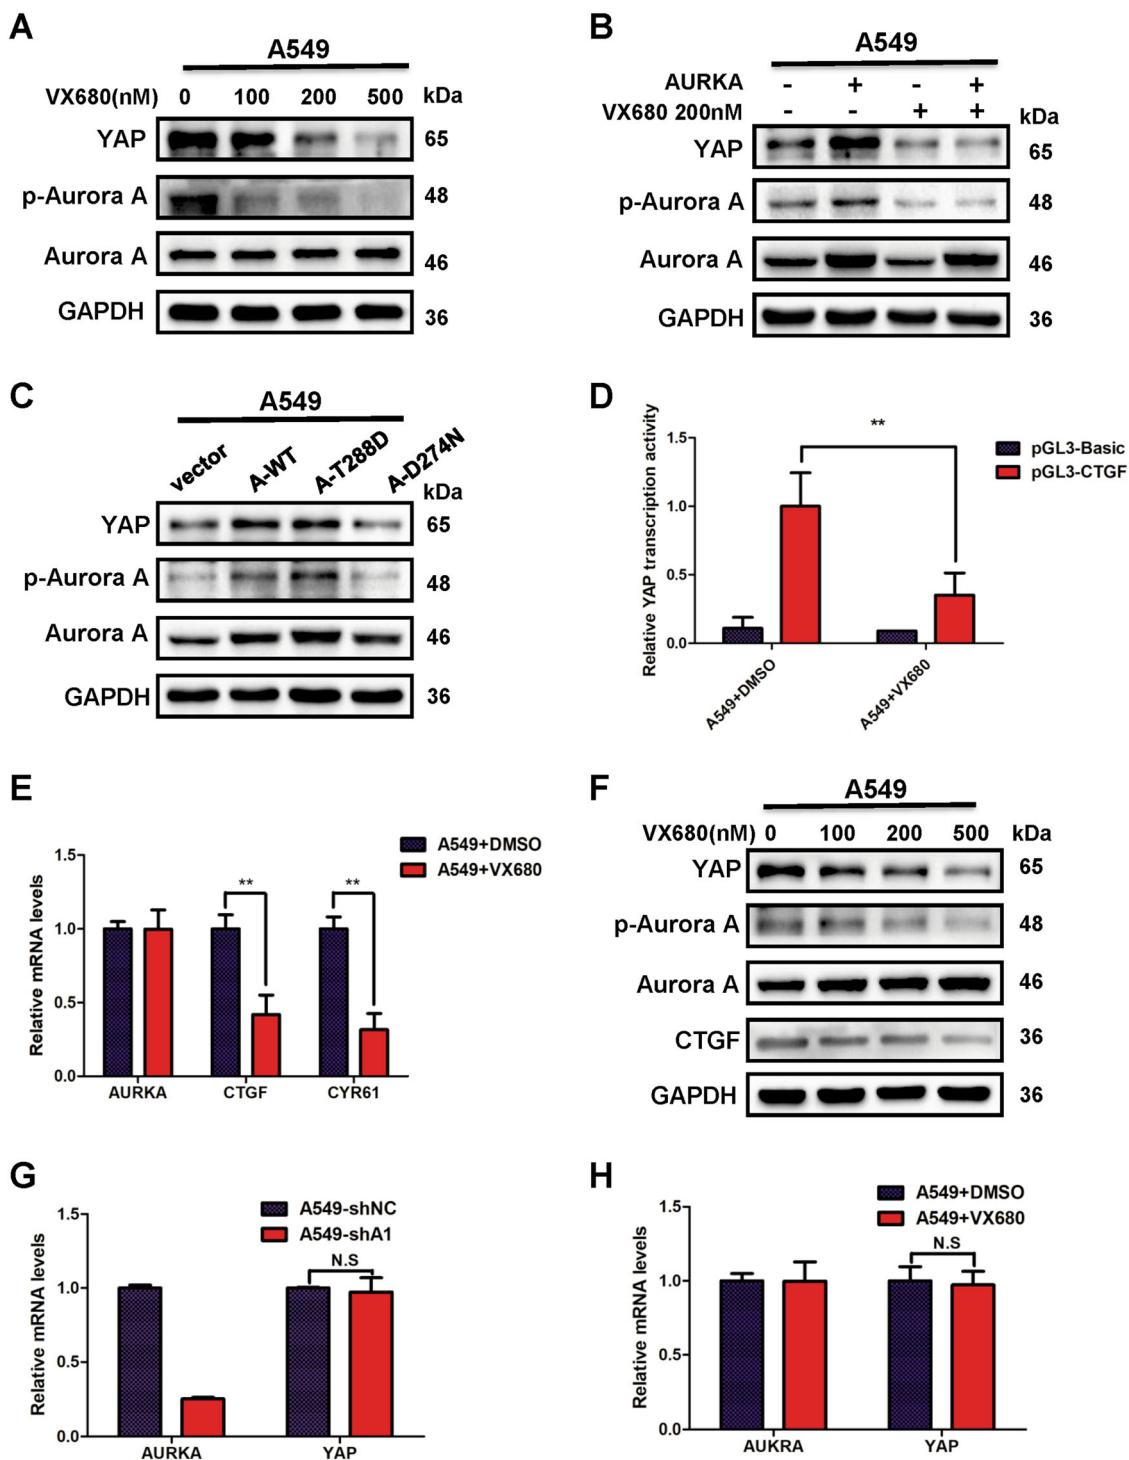 A
A549
VX680(nM) 0 100 200 500 kDa
YAP 65
p-Aurora A 48
Aurora A 46
GAPDH 36
B
A549
AURKA - + - +
VX680 200nM - - + + kDa
YAP 65
p-Aurora A 48
Aurora A 46
GAPDH 36
C
A549
vector A-WT A-T288D A-D274N
kDa
YAP 65
p-Aurora A 48
Aurora A 46
GAPDH 36
D
Relative YAP transcription activity
1.5
1.0
0.5
0.0
**
pGL3-Basic
pGL3-CTGF
A549+DMSO A549+VX680
E
A549+DMSO
A549+VX680
Relative mRNA levels
1.5
1.0
0.5
0.0
** **
AURKA CTGF CYR61
F
A549
VX680(nM) 0 100 200 500 kDa
YAP 65
p-Aurora A 48
Aurora A 46
CTGF 36
GAPDH 36
G
A549-shNC
A549-shA1
Relative mRNA levels
1.5
1.0
0.5
0.0
N.S
AURKA YAP
H
A549+DMSO
A549+VX680
Relative mRNA levels
1.5
1.0
0.5
0.0
N.S
AUKRA YAP